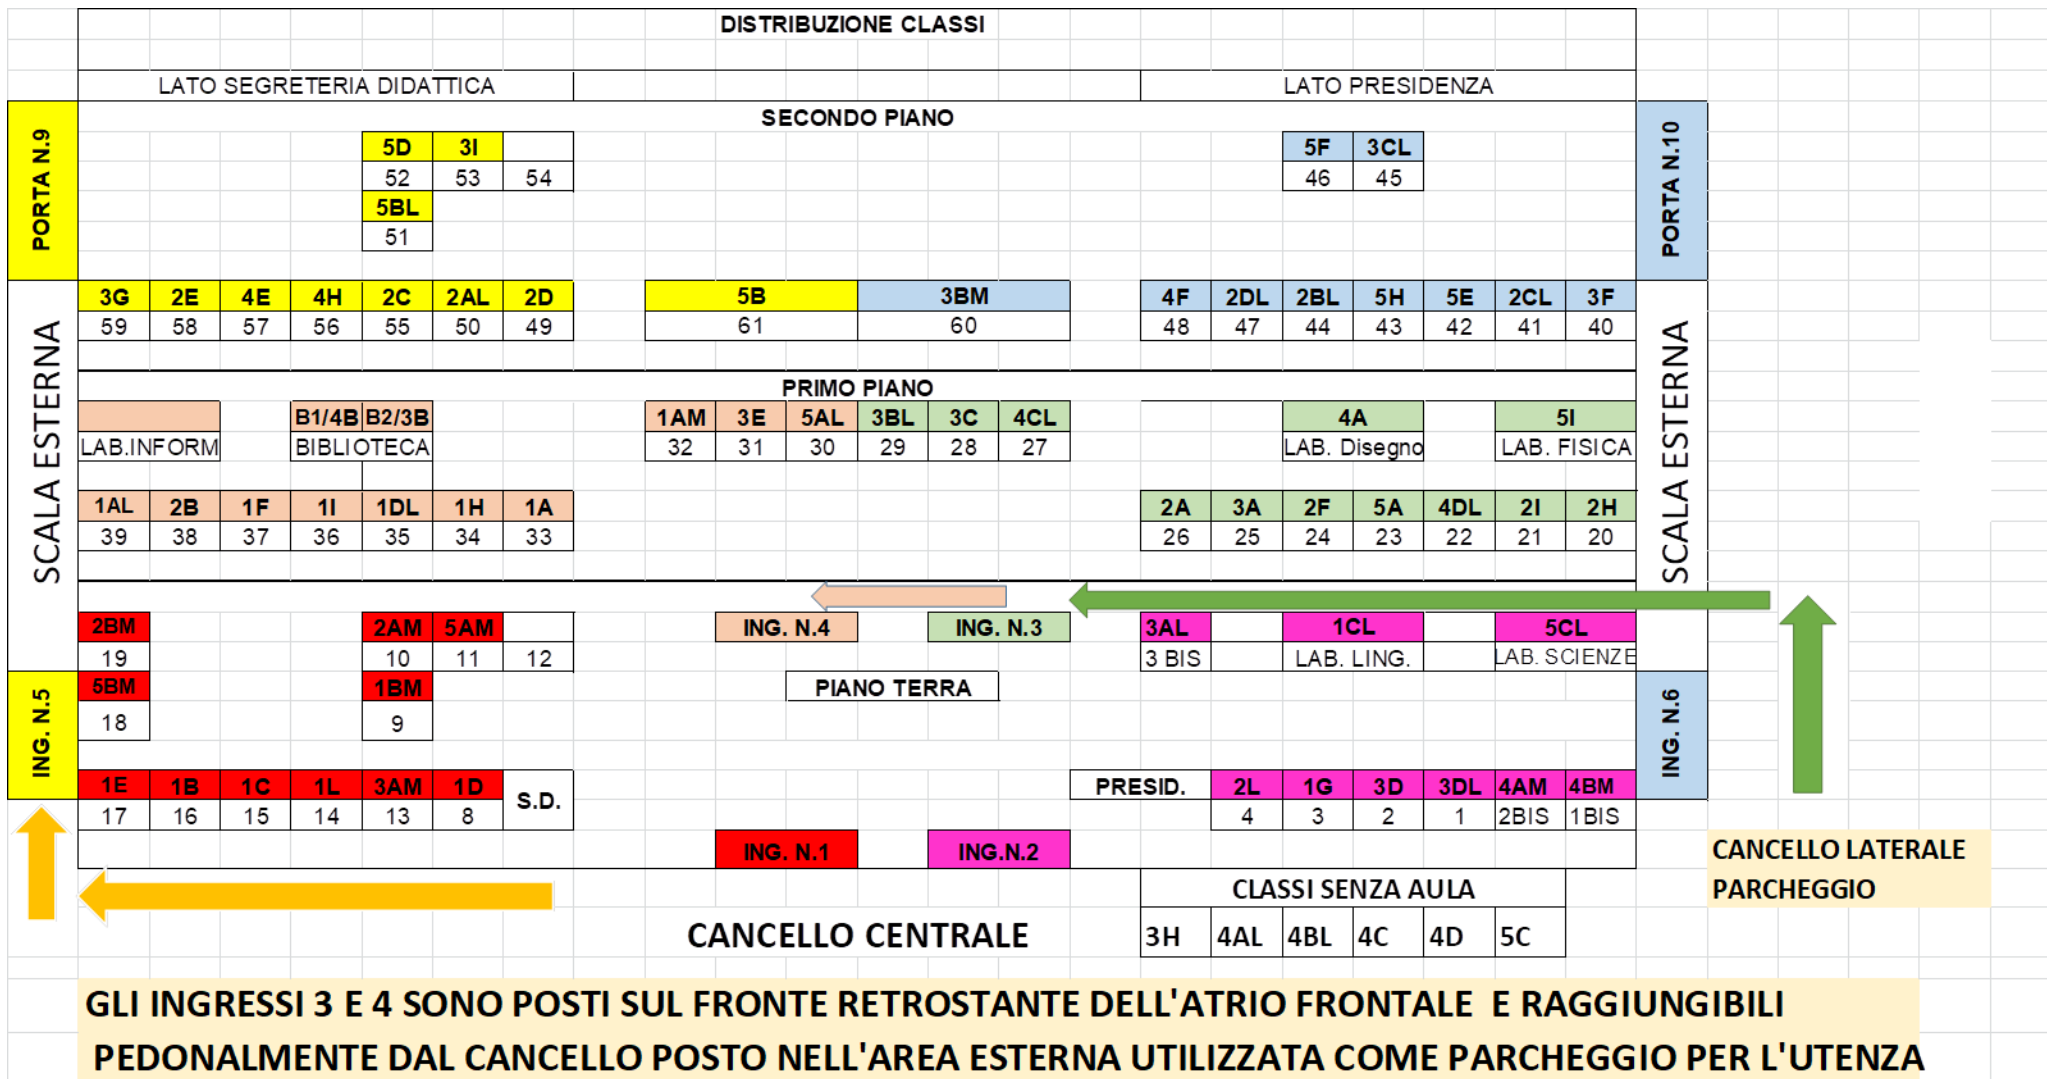 DISTRIBUZIONE CLASSI
LATO SEGRETERIA DIDATTICA LATO PRESIDENZA
PORTA N.9
SECONDO PIANO
PORTA N.10
5D 3I 5F 3CL
52 53 54 46 45
5BL
51
3G 2E 4E 4H 2C 2AL 2D 5B 3BM 4F 2DL 2BL 5H 5E 2CL 3F
59 58 57 56 55 50 49 61 60 48 47 44 43 42 41 40
SCALA ESTERNA
SCALA ESTERNA
PRIMO PIANO
B1/4B B2/3B 1AM 3E 5AL 3BL 3C 4CL 4A 5I
LAB.INFORM BIBLIOTECA 32 31 30 29 28 27 LAB. Disegno LAB. FISICA
1AL 2B 1F 1I 1DL 1H 1A 2A 3A 2F 5A 4DL 2I 2H
39 38 37 36 35 34 33 26 25 24 23 22 21 20
2BM 2AM 5AM ING. N.4 ING. N.3 3AL 1CL 5CL
19 10 11 12 3 BIS LAB. LING. LAB. SCIENZE
ING. N.5
5BM 1BM PIANO TERRA
ING. N.6
18 9
1E 1B 1C 1L 3AM 1D S.D. PRESID. 2L 1G 3D 3DL 4AM 4BM
17 16 15 14 13 8 4 3 2 1 2BIS 1BIS
ING. N.1 ING.N.2
CANCELLO LATERALE
PARCHEGGIO
CLASSI SENZA AULA
CANCELLO CENTRALE
3H 4AL 4BL 4C 4D 5C
GLI INGRESSI 3 E 4 SONO POSTI SUL FRONTE RETROSTANTE DELL'ATRIO FRONTALE E RAGGIUNGIBILI
PEDONALMENTE DAL CANCELLO POSTO NELL'AREA ESTERNA UTILIZZATA COME PARCHEGGIO PER L'UTENZA